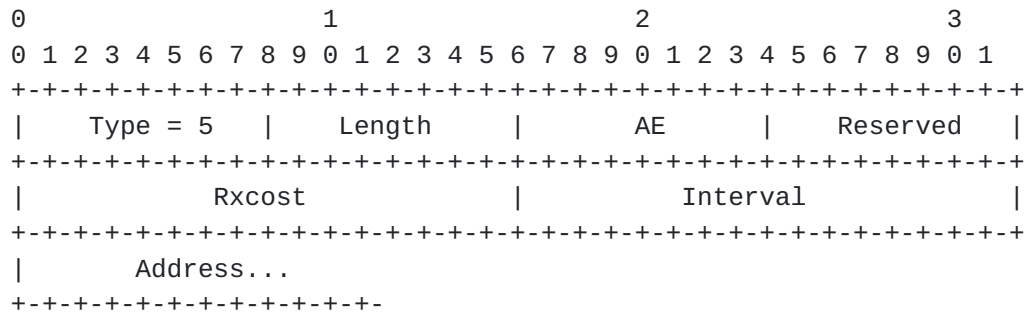 0                   1                   2                   3
0 1 2 3 4 5 6 7 8 9 0 1 2 3 4 5 6 7 8 9 0 1 2 3 4 5 6 7 8 9 0 1
+-+-+-+-+-+-+-+-+-+-+-+-+-+-+-+-+-+-+-+-+-+-+-+-+-+-+-+-+-+-+-+-+
|    Type = 5   |    Length     |       AE      |    Reserved   |
+-+-+-+-+-+-+-+-+-+-+-+-+-+-+-+-+-+-+-+-+-+-+-+-+-+-+-+-+-+-+-+-+
|            Rxcost             |          Interval             |
+-+-+-+-+-+-+-+-+-+-+-+-+-+-+-+-+-+-+-+-+-+-+-+-+-+-+-+-+-+-+-+-+
|       Address...
+-+-+-+-+-+-+-+-+-+-+-+-